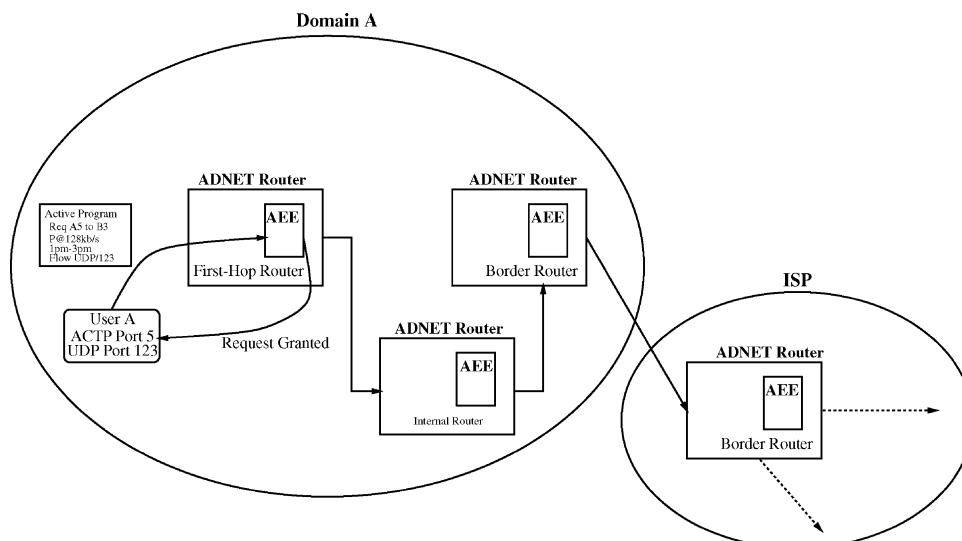 Domain A
ADNET Router
AEE
First-Hop Router
ADNET Router
AEE
Border Router
Active Program
Req A5 to B3
P@128kb/s
1pm-3pm
Flow UDP/123
User A
ACTP Port 5
UDP Port 123
Request Granted
ADNET Router
AEE
Internal Router
ISP
ADNET Router
AEE
Border Router